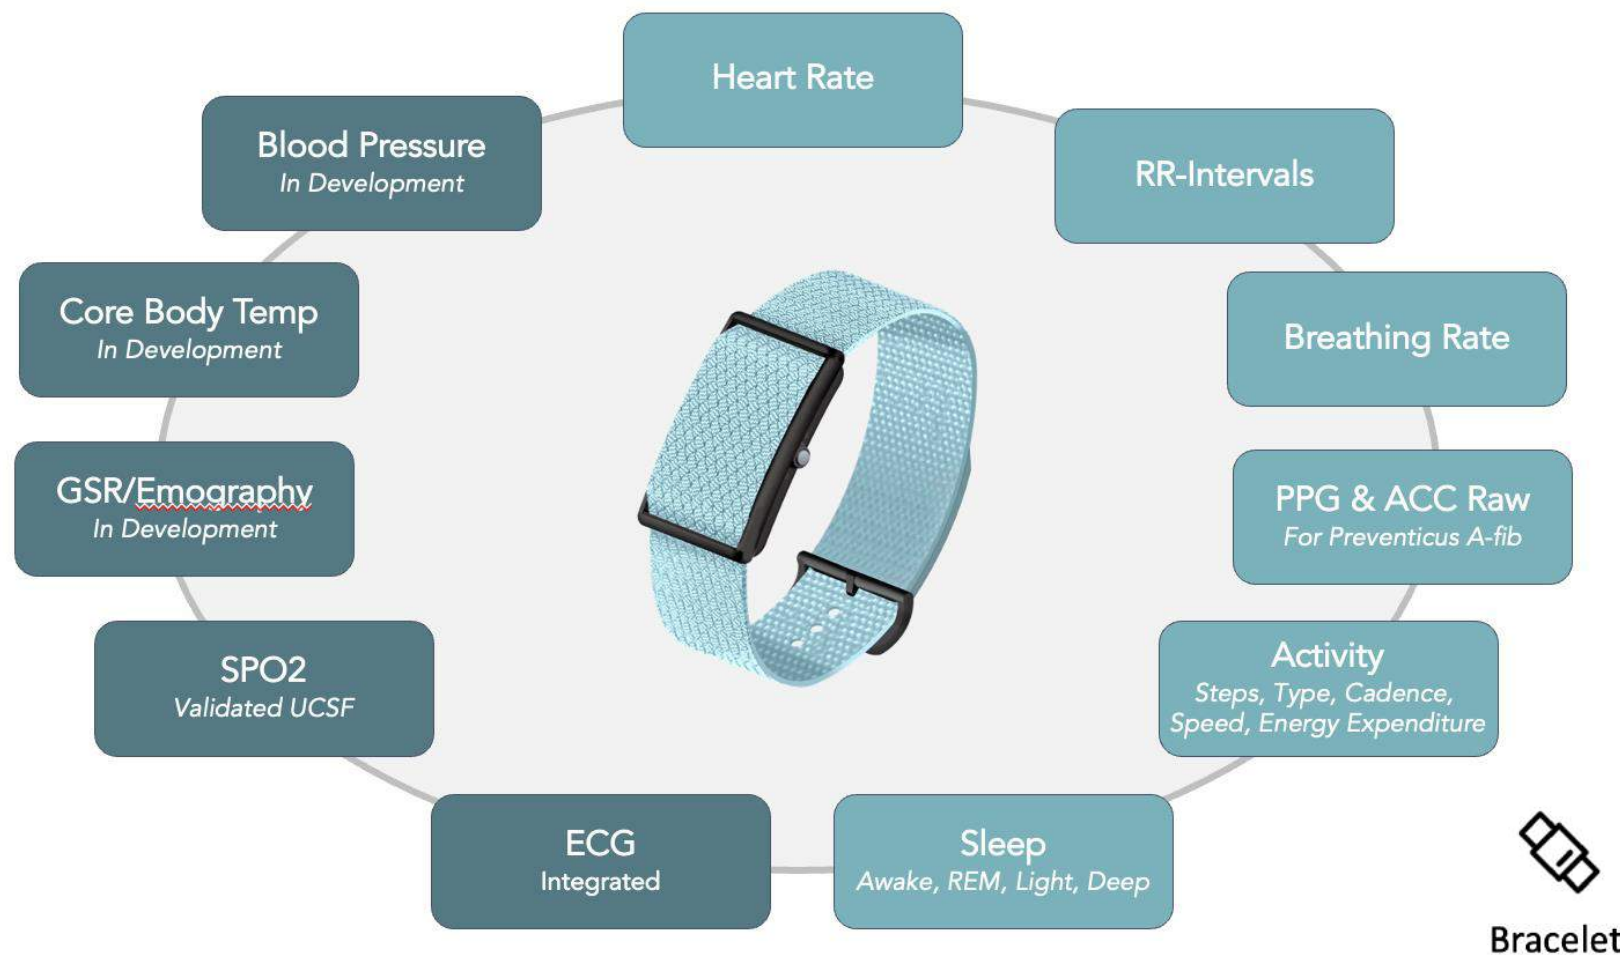 Heart Rate
RR-Intervals
Breathing Rate
PPG & ACC Raw
For Preventicus A-fib
Activity
Steps, Type, Cadence,
Speed, Energy Expenditure
Sleep
Awake, REM, Light, Deep
ECG
Integrated
SPO2
Validated UCSF
GSR/Emography
In Development
Core Body Temp
In Development
Blood Pressure
In Development
Bracelet